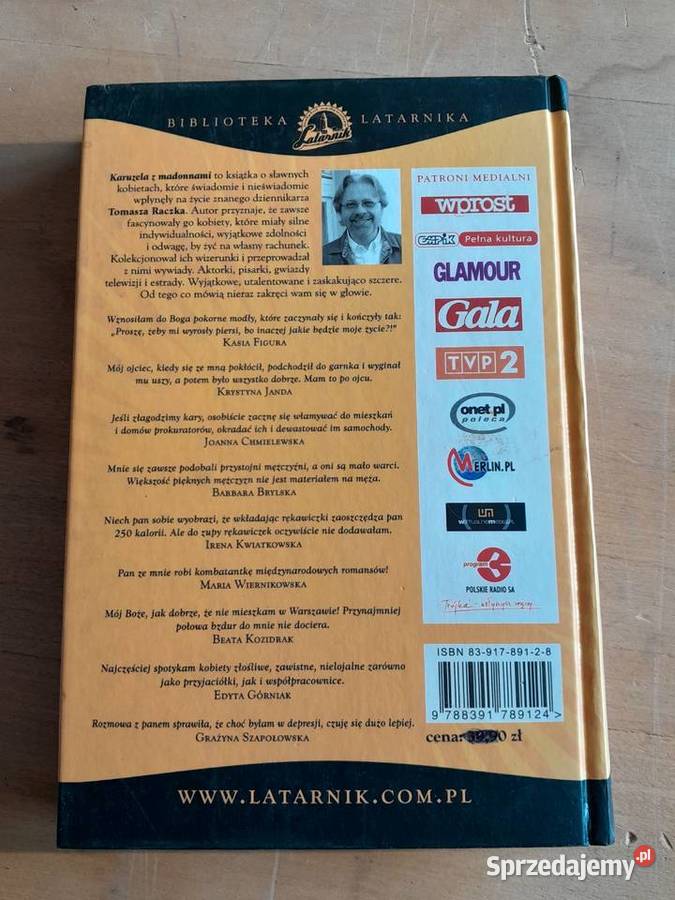 BIBLIOTEKA Latarnik LATARNIKA
Karuzela z madonnami to książka o sławnych
kobietach, które świadomie i nieświadomie
wpłynęły na życie znanego dziennikarza
Tomasza Raczka. Autor przyznaje, że zawsze
fascynowały go kobiety, które miały silne
indywidualności, wyjątkowe zdolności
i odwagę, by żyć na własny rachunek.
Kolekcjonował ich wizerunki i przeprowadzał
z nimi wywiady. Aktorki, pisarki, gwiazdy
telewizji i estrady. Wyjątkowe, utalentowane i zaskakująco szczere.
Od tego co mówią nieraz zakręci wam się w głowie.
Wznosiłam do Boga pokorne modły, które zaczynały się i kończyły tak:
„Proszę, żeby mi wyrosły piersi, bo inaczej jakie będzie moje życie?!"
KASIA FIGURA
Mój ojciec, kiedy się ze mną pokłócił, podchodził do garnka i wyginał
mu uszy, a potem było wszystko dobrze. Mam to po ojcu.
KRYSTYNA JANDA
Jeśli złagodzimy kary, osobiście zacznę się włamywać do mieszkań
i domów prokuratorów, okradać ich i dewastować im samochody.
JOANNA CHMIELEWSKA
Mnie się zawsze podobali przystojni mężczyźni, a oni są mało warci.
Większość pięknych mężczyzn nie jest materiałem na męża.
BARBARA BRYLSKA
Niech pan sobie wyobrazi, że wkładając rękawiczki zaoszczędza pan
250 kalorii. Ale do zupy rękawiczek oczywiście nie dodawałam.
IRENA KWIATKOWSKA
Pan ze mnie robi kombatantkę międzynarodowych romansów!
MARIA WIERNIKOWSKA
Mój Boże, jak dobrze, że nie mieszkam w Warszawie! Przynajmniej
połowa bzdur do mnie nie dociera.
BEATA KOZIDRAK
Najczęściej spotykam kobiety złośliwe, zawistne, nielojalne zarówno
jako przyjaciółki, jak i współpracownice.
EDYTA GÓRNIAK
Rozmowa z panem sprawiła, że choć byłam w depresji, czuję się dużo lepiej.
GRAŻYNA SZAPOŁOWSKA
PATRONI MEDIALNI
wprost
empik Pełna kultura
GLAMOUR
Gala
TVP2
onet.pl
poleca
MERLIN.PL
WIRTUALNEMEDIA.PL
program 3
POLSKIE RADIO SA
ISBN 83-917-891-2-8
9 788391 789124 >
cena: 39,90 zł
WWW.LATARNIK.COM.PL
Sprzedajemy.pl